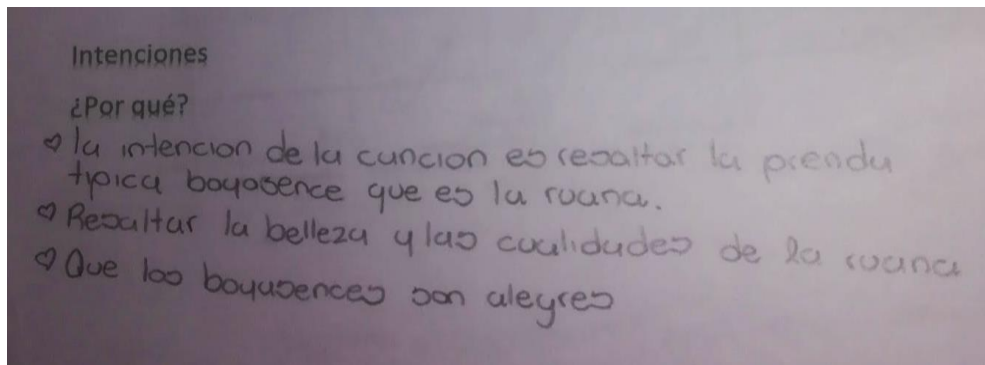 Intenciones
¿Por qué?
♡ la intencion de la cancion es resaltar la prenda
tipica boyosence que es la ruana.
♡ Resaltar la belleza y las cualidades de la ruana
♡ Que los boyasences son alegres